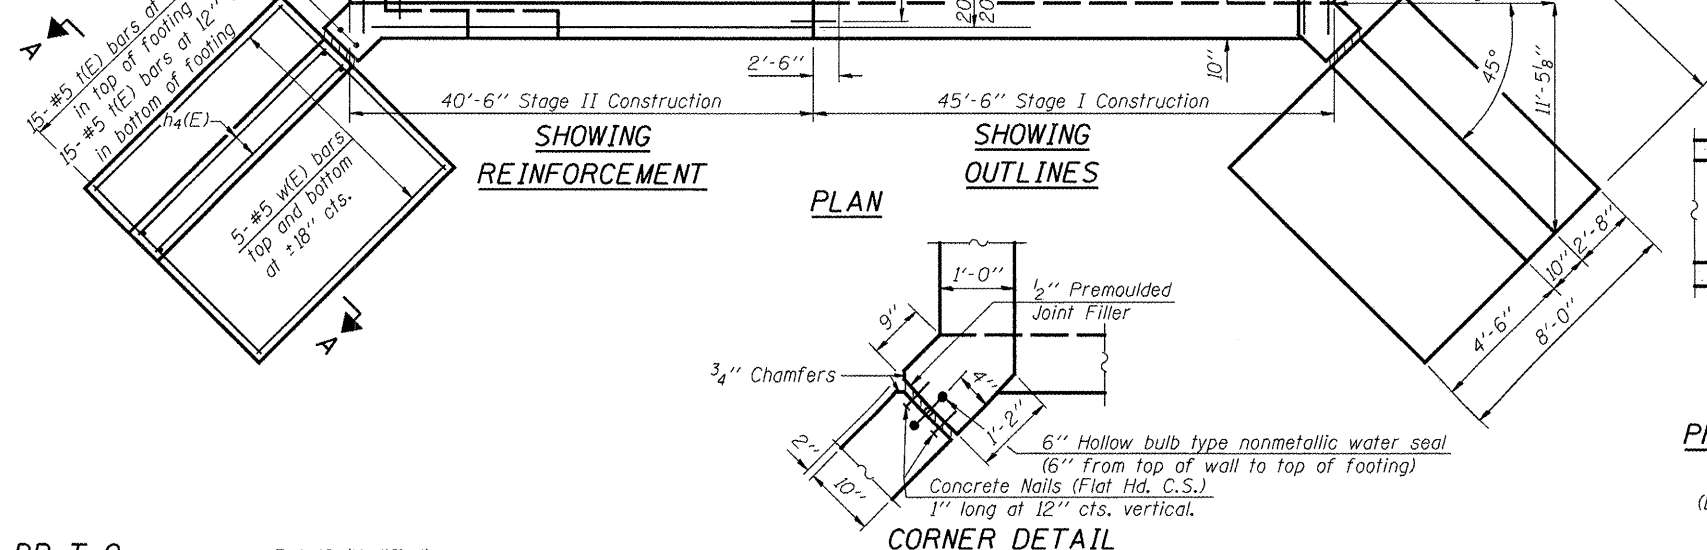 15- #5 t(E) bars at
in top of footing
15- #5 t(E) bars at 12"
in bottom of footing
A
h4(E)
5- #5 w(E) bars
top and bottom
at ±18" cts.
A
20
20
2'-6"
10"
40'-6" Stage II Construction
45'-6" Stage I Construction
SHOWING
REINFORCEMENT
SHOWING
OUTLINES
PLAN
45°
11'-5⅛"
10"
2'-8"
4'-6"
8'-0"
1'-0"
½" Premoulded
Joint Filler
9"
¾" Chamfers
4"
1'-2"
2"
10"
6" Hollow bulb type nonmetallic water seal
(6" from top of wall to top of footing)
Concrete Nails (Flat Hd. C.S.)
1" long at 12" cts. vertical.
CORNER DETAIL